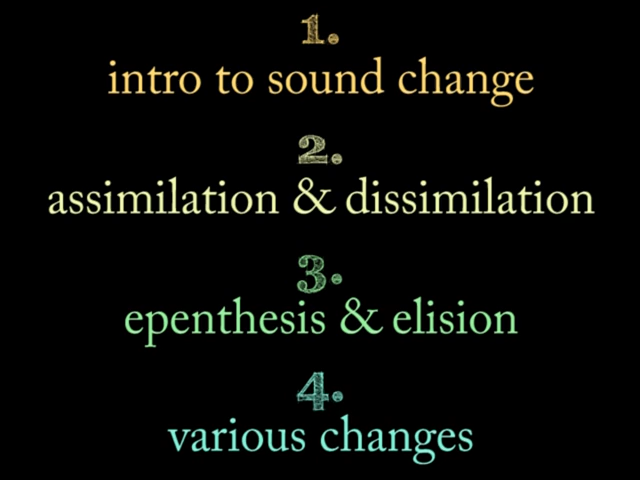 1.
intro to sound change
2.
assimilation & dissimilation
3.
epenthesis & elision
4.
various changes